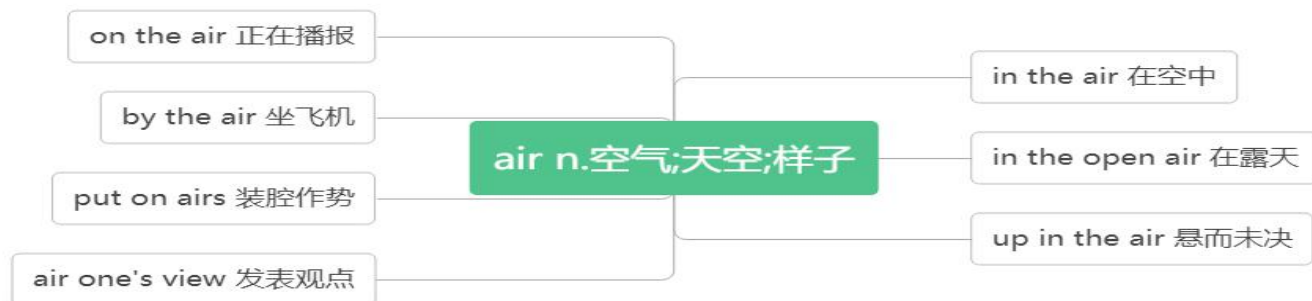 on the air 正在播报
by the air 坐飞机
put on airs 装腔作势
air one's view 发表观点
air n.空气;天空;样子
in the air 在空中
in the open air 在露天
up in the air 悬而未决